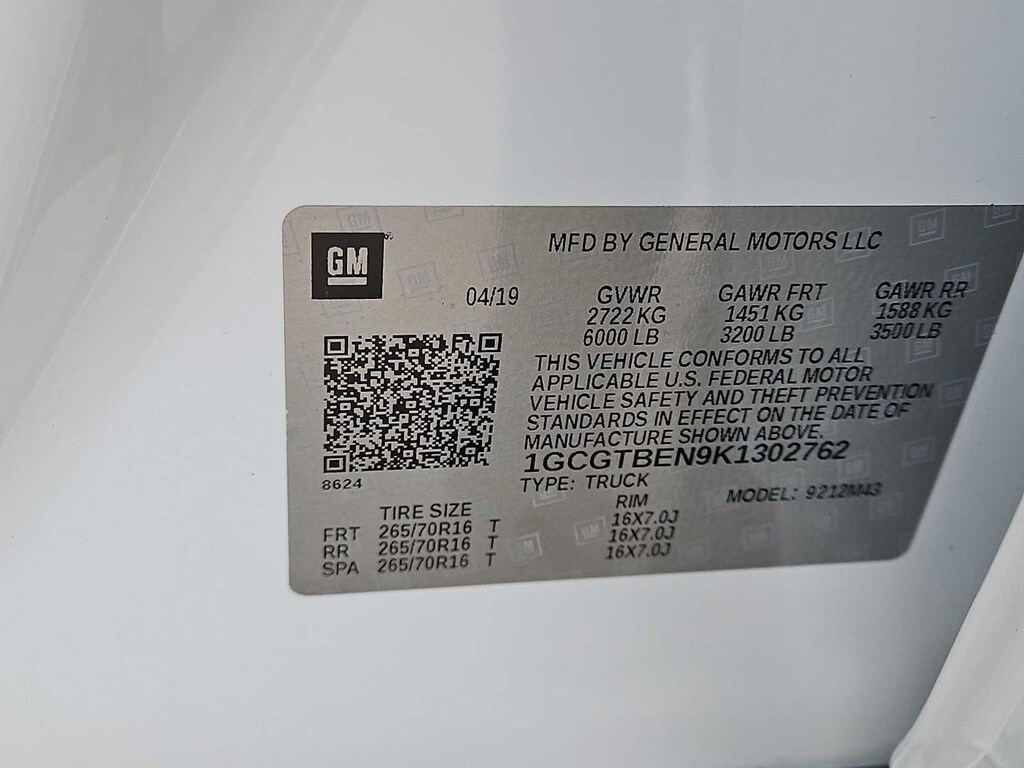 GM
MFD BY GENERAL MOTORS LLC
04/19
GVWR GAWR FRT GAWR RR
2722 KG 1451 KG 1588 KG
6000 LB 3200 LB 3500 LB
THIS VEHICLE CONFORMS TO ALL
APPLICABLE U.S. FEDERAL MOTOR
VEHICLE SAFETY AND THEFT PREVENTION
STANDARDS IN EFFECT ON THE DATE OF
MANUFACTURE SHOWN ABOVE.
1GCGTBEN9K1302762
8624
TYPE: TRUCK
MODEL: 9212M43
TIRE SIZE RIM
FRT 265/70R16 T 16X7.0J
RR 265/70R16 T 16X7.0J
SPA 265/70R16 T 16X7.0J